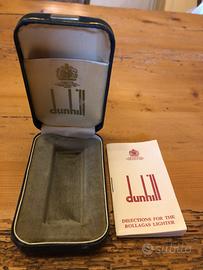 dunhill
dunhill
DIRECTIONS FOR THE
ROLLAGAS LIGHTER
Subito